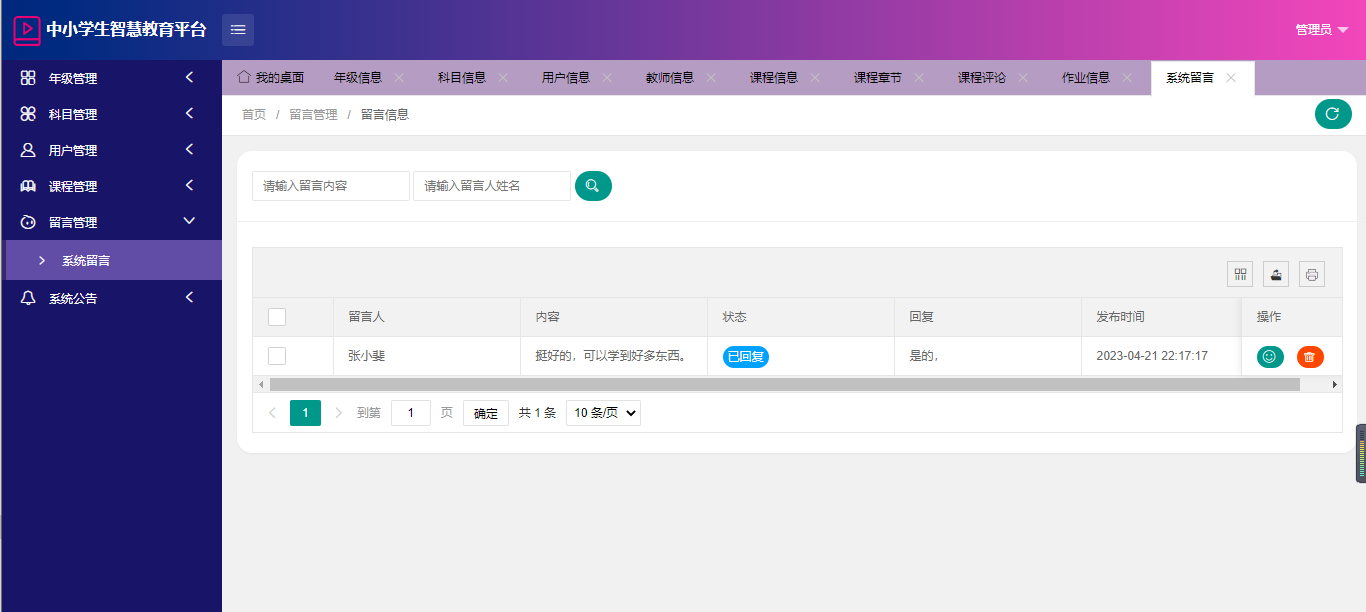 中小学生智慧教育平台
管理员
年级管理
科目管理
用户管理
课程管理
留言管理
系统留言
系统公告
我的桌面 年级信息 科目信息 用户信息 教师信息 课程信息 课程章节 课程评论 作业信息 系统留言
首页 / 留言管理 / 留言信息
请输入留言内容 请输入留言人姓名
留言人 内容 状态 回复 发布时间 操作
张小斐 挺好的，可以学到好多东西。 已回复 是的， 2023-04-21 22:17:17
1 到第 1 页 确定 共 1 条 10 条/页